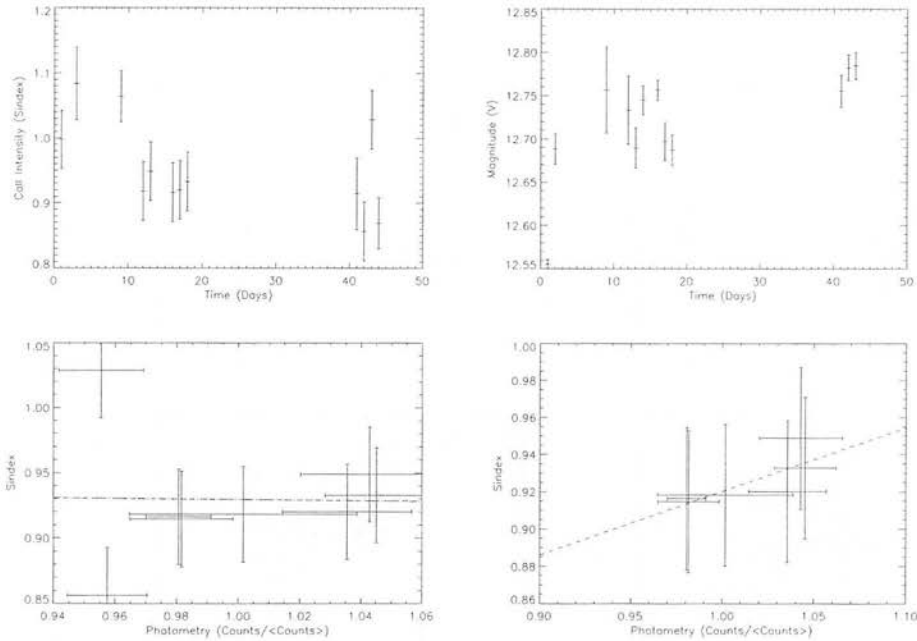 1.2
1.1
1.0
0.9
0.8
CaII Intensity (Sindex)
0 10 20 30 40 50
Time (Days)
12.80
12.75
12.70
12.65
12.60
12.55
Magnitude (V)
0 10 20 30 40 50
Time (Days)
1.05
1.00
0.95
0.90
0.85
Sindex
0.94 0.96 0.98 1.00 1.02 1.04 1.06
Photometry (Counts/<Counts>)
1.00
0.98
0.96
0.94
0.92
0.90
0.88
0.86
Sindex
0.90 0.95 1.00 1.05 1.10
Photometry (Counts/<Counts>)